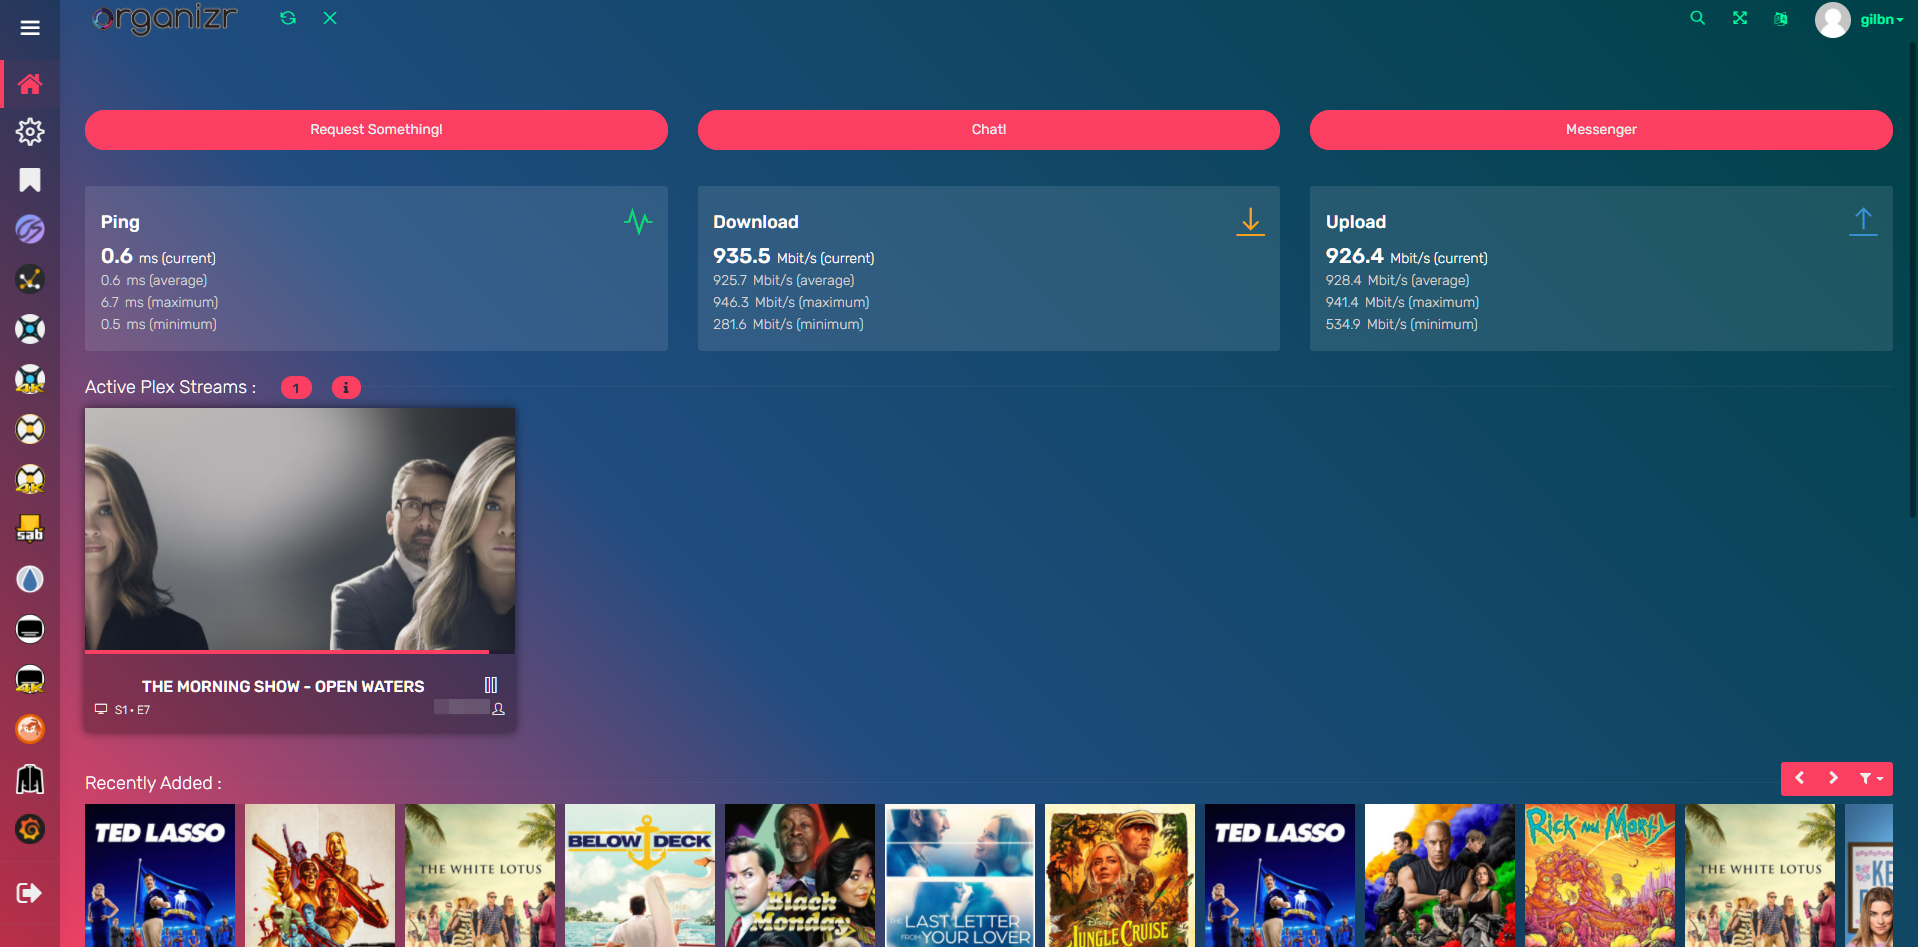 Organizr
gilbn
Request Something!
Chat!
Messenger
Ping
0.6 ms (current)
0.6 ms (average)
6.7 ms (maximum)
0.5 ms (minimum)
Download
935.5 Mbit/s (current)
925.7 Mbit/s (average)
946.3 Mbit/s (maximum)
281.6 Mbit/s (minimum)
Upload
926.4 Mbit/s (current)
928.4 Mbit/s (average)
941.4 Mbit/s (maximum)
534.9 Mbit/s (minimum)
Active Plex Streams : 1 i
4K
4K
sab
4K
THE MORNING SHOW - OPEN WATERS
S1 • E7
Recently Added :
TED LASSO
THE WHITE LOTUS
BELOW DECK
Black Monday
THE LAST LETTER FROM YOUR LOVER
DISNEY JUNGLE CRUISE
TED LASSO
RICK AND MORTY
THE WHITE LOTUS